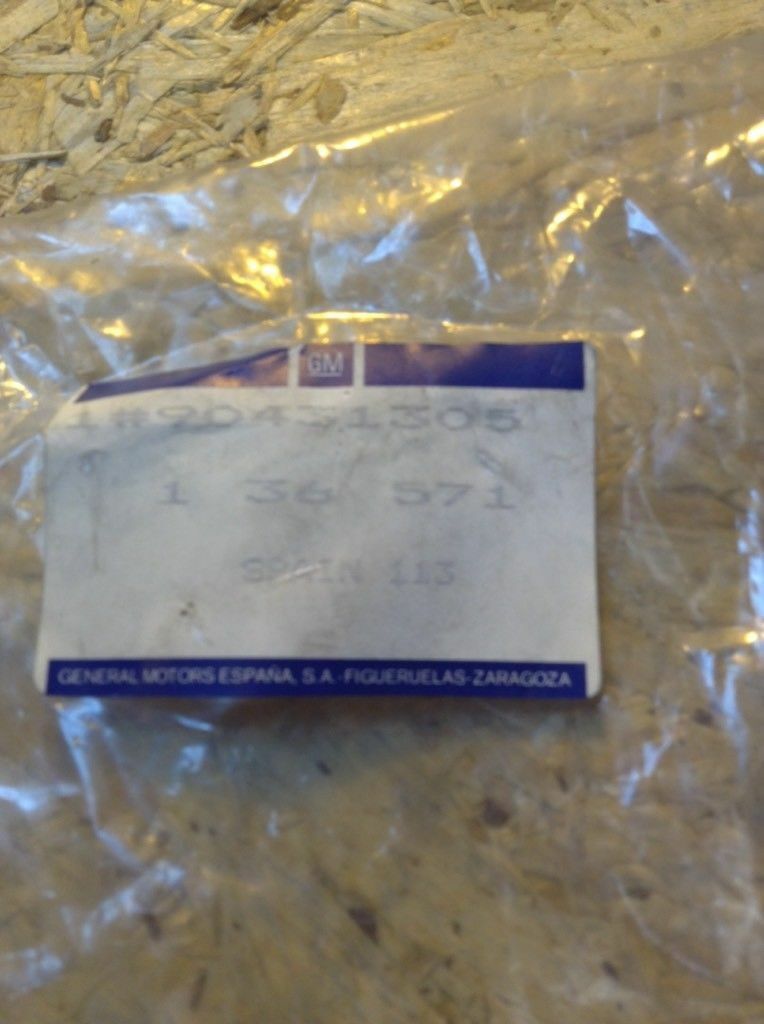 GM
1#90431305
1 36 571
SPAIN 113
GENERAL MOTORS ESPAÑA, S.A.-FIGUERUELAS-ZARAGOZA